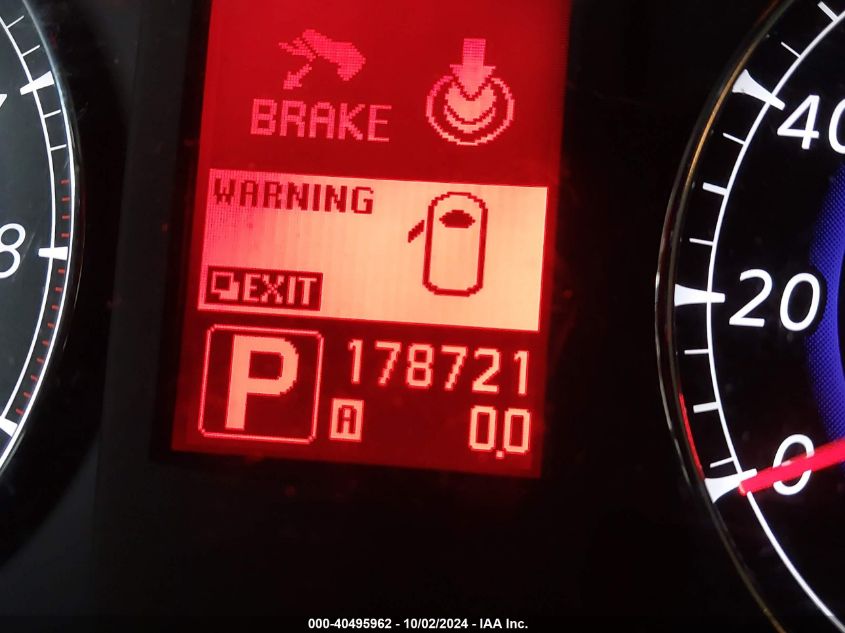 BRAKE
WARNING
EXIT
P
178721
A
0.0
8
40
20
0
000-40495962 - 10/02/2024 - IAA Inc.